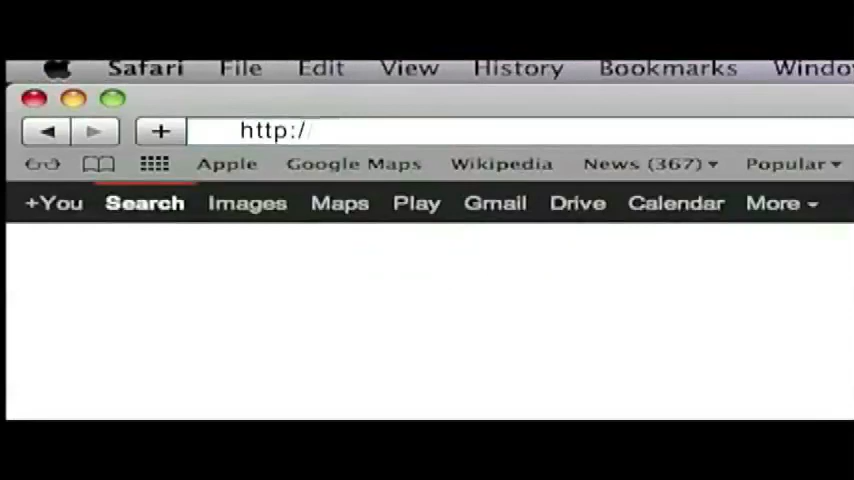 Safari File Edit View History Bookmarks Window
http:/
Apple Google Maps Wikipedia News (367) Popular
+You Search Images Maps Play Gmail Drive Calendar More